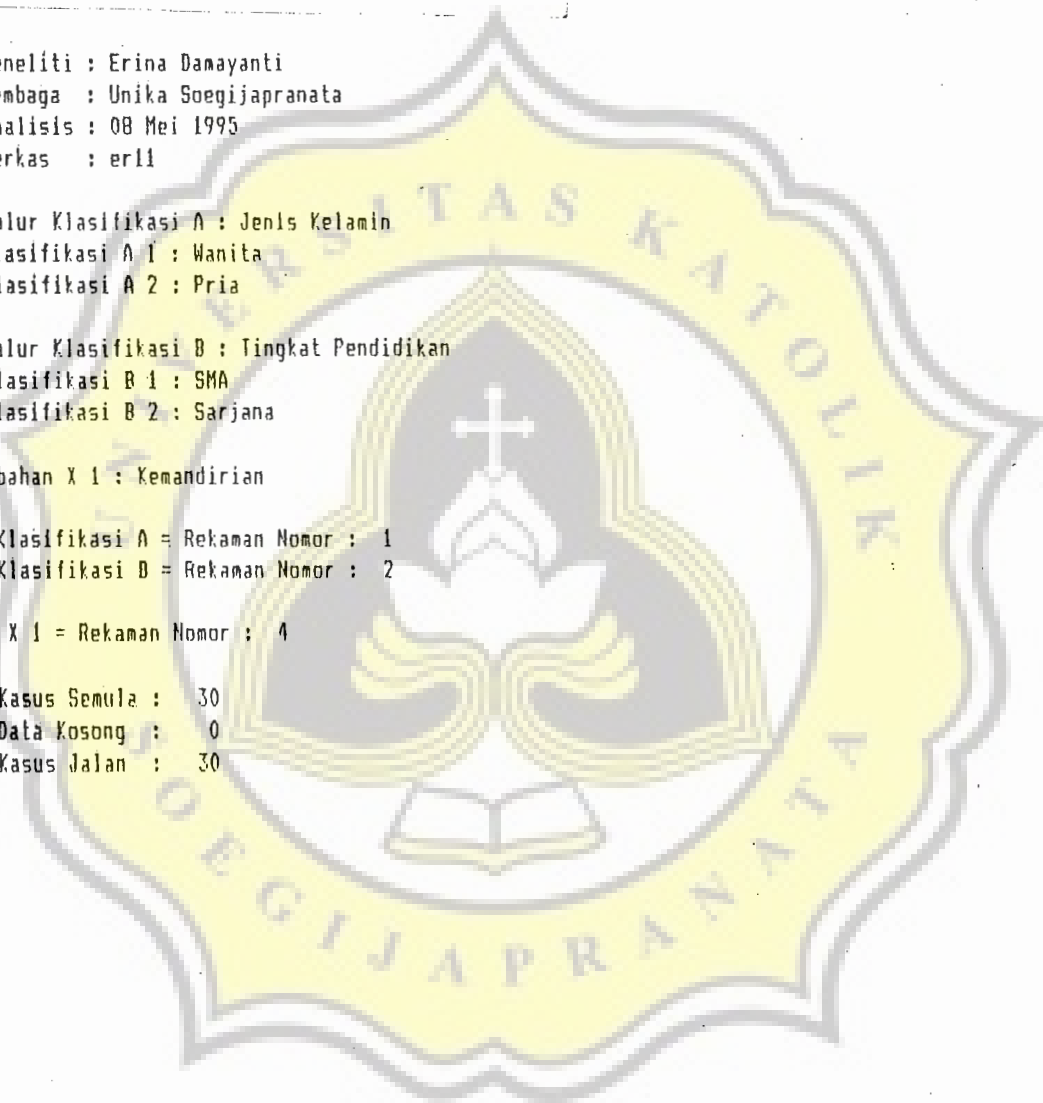 eneliti : Erina Damayanti
embaga : Unika Soegijapranata
nalisis : 08 Mei 1995
erkas : er11
alur Klasifikasi A : Jenis Kelamin
lasifikasi A 1 : Wanita
lasifikasi A 2 : Pria
alur Klasifikasi B : Tingkat Pendidikan
lasifikasi B 1 : SMA
lasifikasi B 2 : Sarjana
bahan X 1 : Kemandirian
Klasifikasi A = Rekaman Nomor : 1
Klasifikasi B = Rekaman Nomor : 2
X 1 = Rekaman Nomor : 4
Kasus Semula : 30
Data Kosong : 0
Kasus Jalan : 30
UNIVERSITAS KATOLIK
SOEGIJAPRANATA